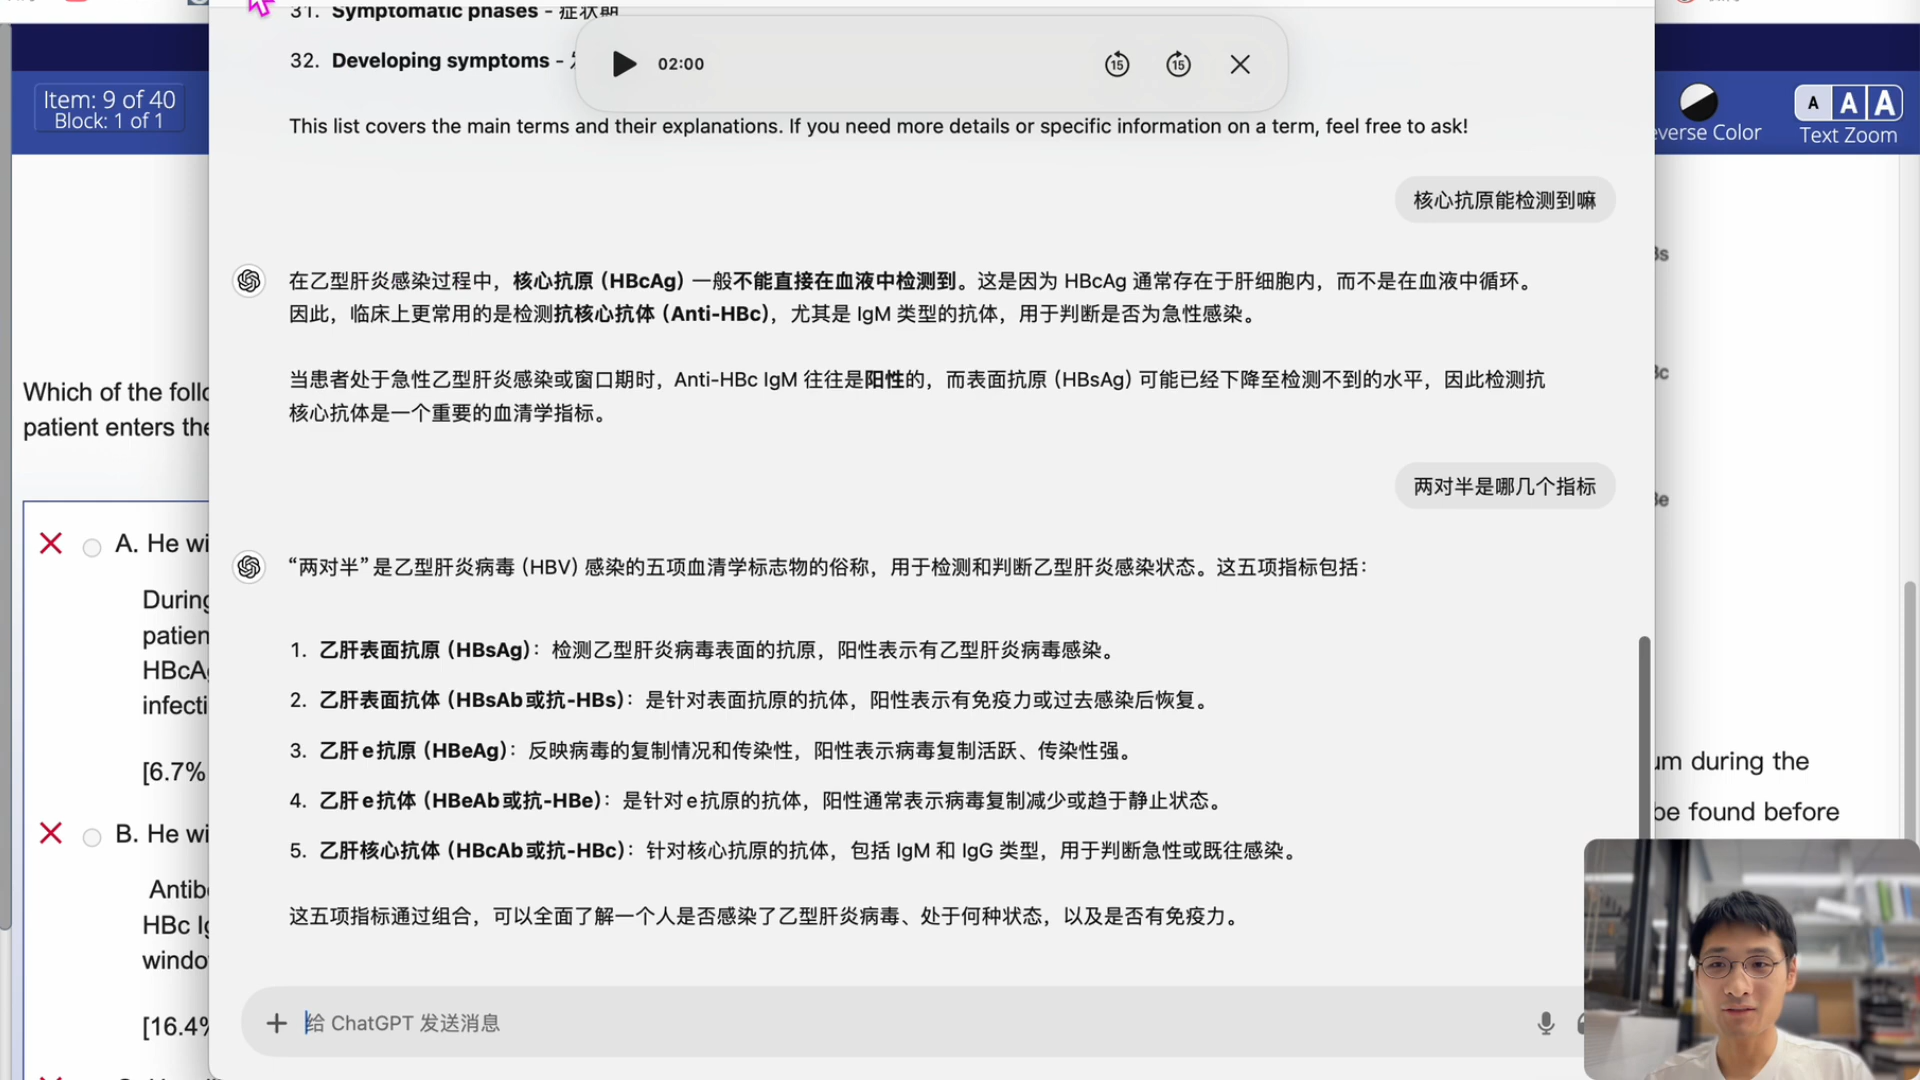 31. Symptomatic phases - 症状期
32. Developing symptoms -
02:00
15
15
This list covers the main terms and their explanations. If you need more details or specific information on a term, feel free to ask!
核心抗原能检测到嘛
在乙型肝炎感染过程中，核心抗原（HBcAg）一般不能直接在血液中检测到。这是因为 HBcAg 通常存在于肝细胞内，而不是在血液中循环。
因此，临床上更常用的是检测抗核心抗体（Anti-HBc），尤其是 IgM 类型的抗体，用于判断是否为急性感染。
当患者处于急性乙型肝炎感染或窗口期时，Anti-HBc IgM 往往是阳性的，而表面抗原（HBsAg）可能已经下降至检测不到的水平，因此检测抗
核心抗体是一个重要的血清学指标。
两对半是哪几个指标
“两对半”是乙型肝炎病毒（HBV）感染的五项血清学标志物的俗称，用于检测和判断乙型肝炎感染状态。这五项指标包括：
1. 乙肝表面抗原（HBsAg）：检测乙型肝炎病毒表面的抗原，阳性表示有乙型肝炎病毒感染。
2. 乙肝表面抗体（HBsAb或抗-HBs）：是针对表面抗原的抗体，阳性表示有免疫力或过去感染后恢复。
3. 乙肝e抗原（HBeAg）：反映病毒的复制情况和传染性，阳性表示病毒复制活跃、传染性强。
4. 乙肝e抗体（HBeAb或抗-HBe）：是针对e抗原的抗体，阳性通常表示病毒复制减少或趋于静止状态。
5. 乙肝核心抗体（HBcAb或抗-HBc）：针对核心抗原的抗体，包括 IgM 和 IgG 类型，用于判断急性或既往感染。
这五项指标通过组合，可以全面了解一个人是否感染了乙型肝炎病毒、处于何种状态，以及是否有免疫力。
给 ChatGPT 发送消息
Item: 9 of 40
Block: 1 of 1
Which of the follo
patient enters the
A. He wi
During
patien
HBcAg
infecti
[6.7%
B. He wi
Antibo
HBc Ig
windo
[16.4%
everse Color
A A A
Text Zoom
Bs
Bc
Be
um during the
be found before